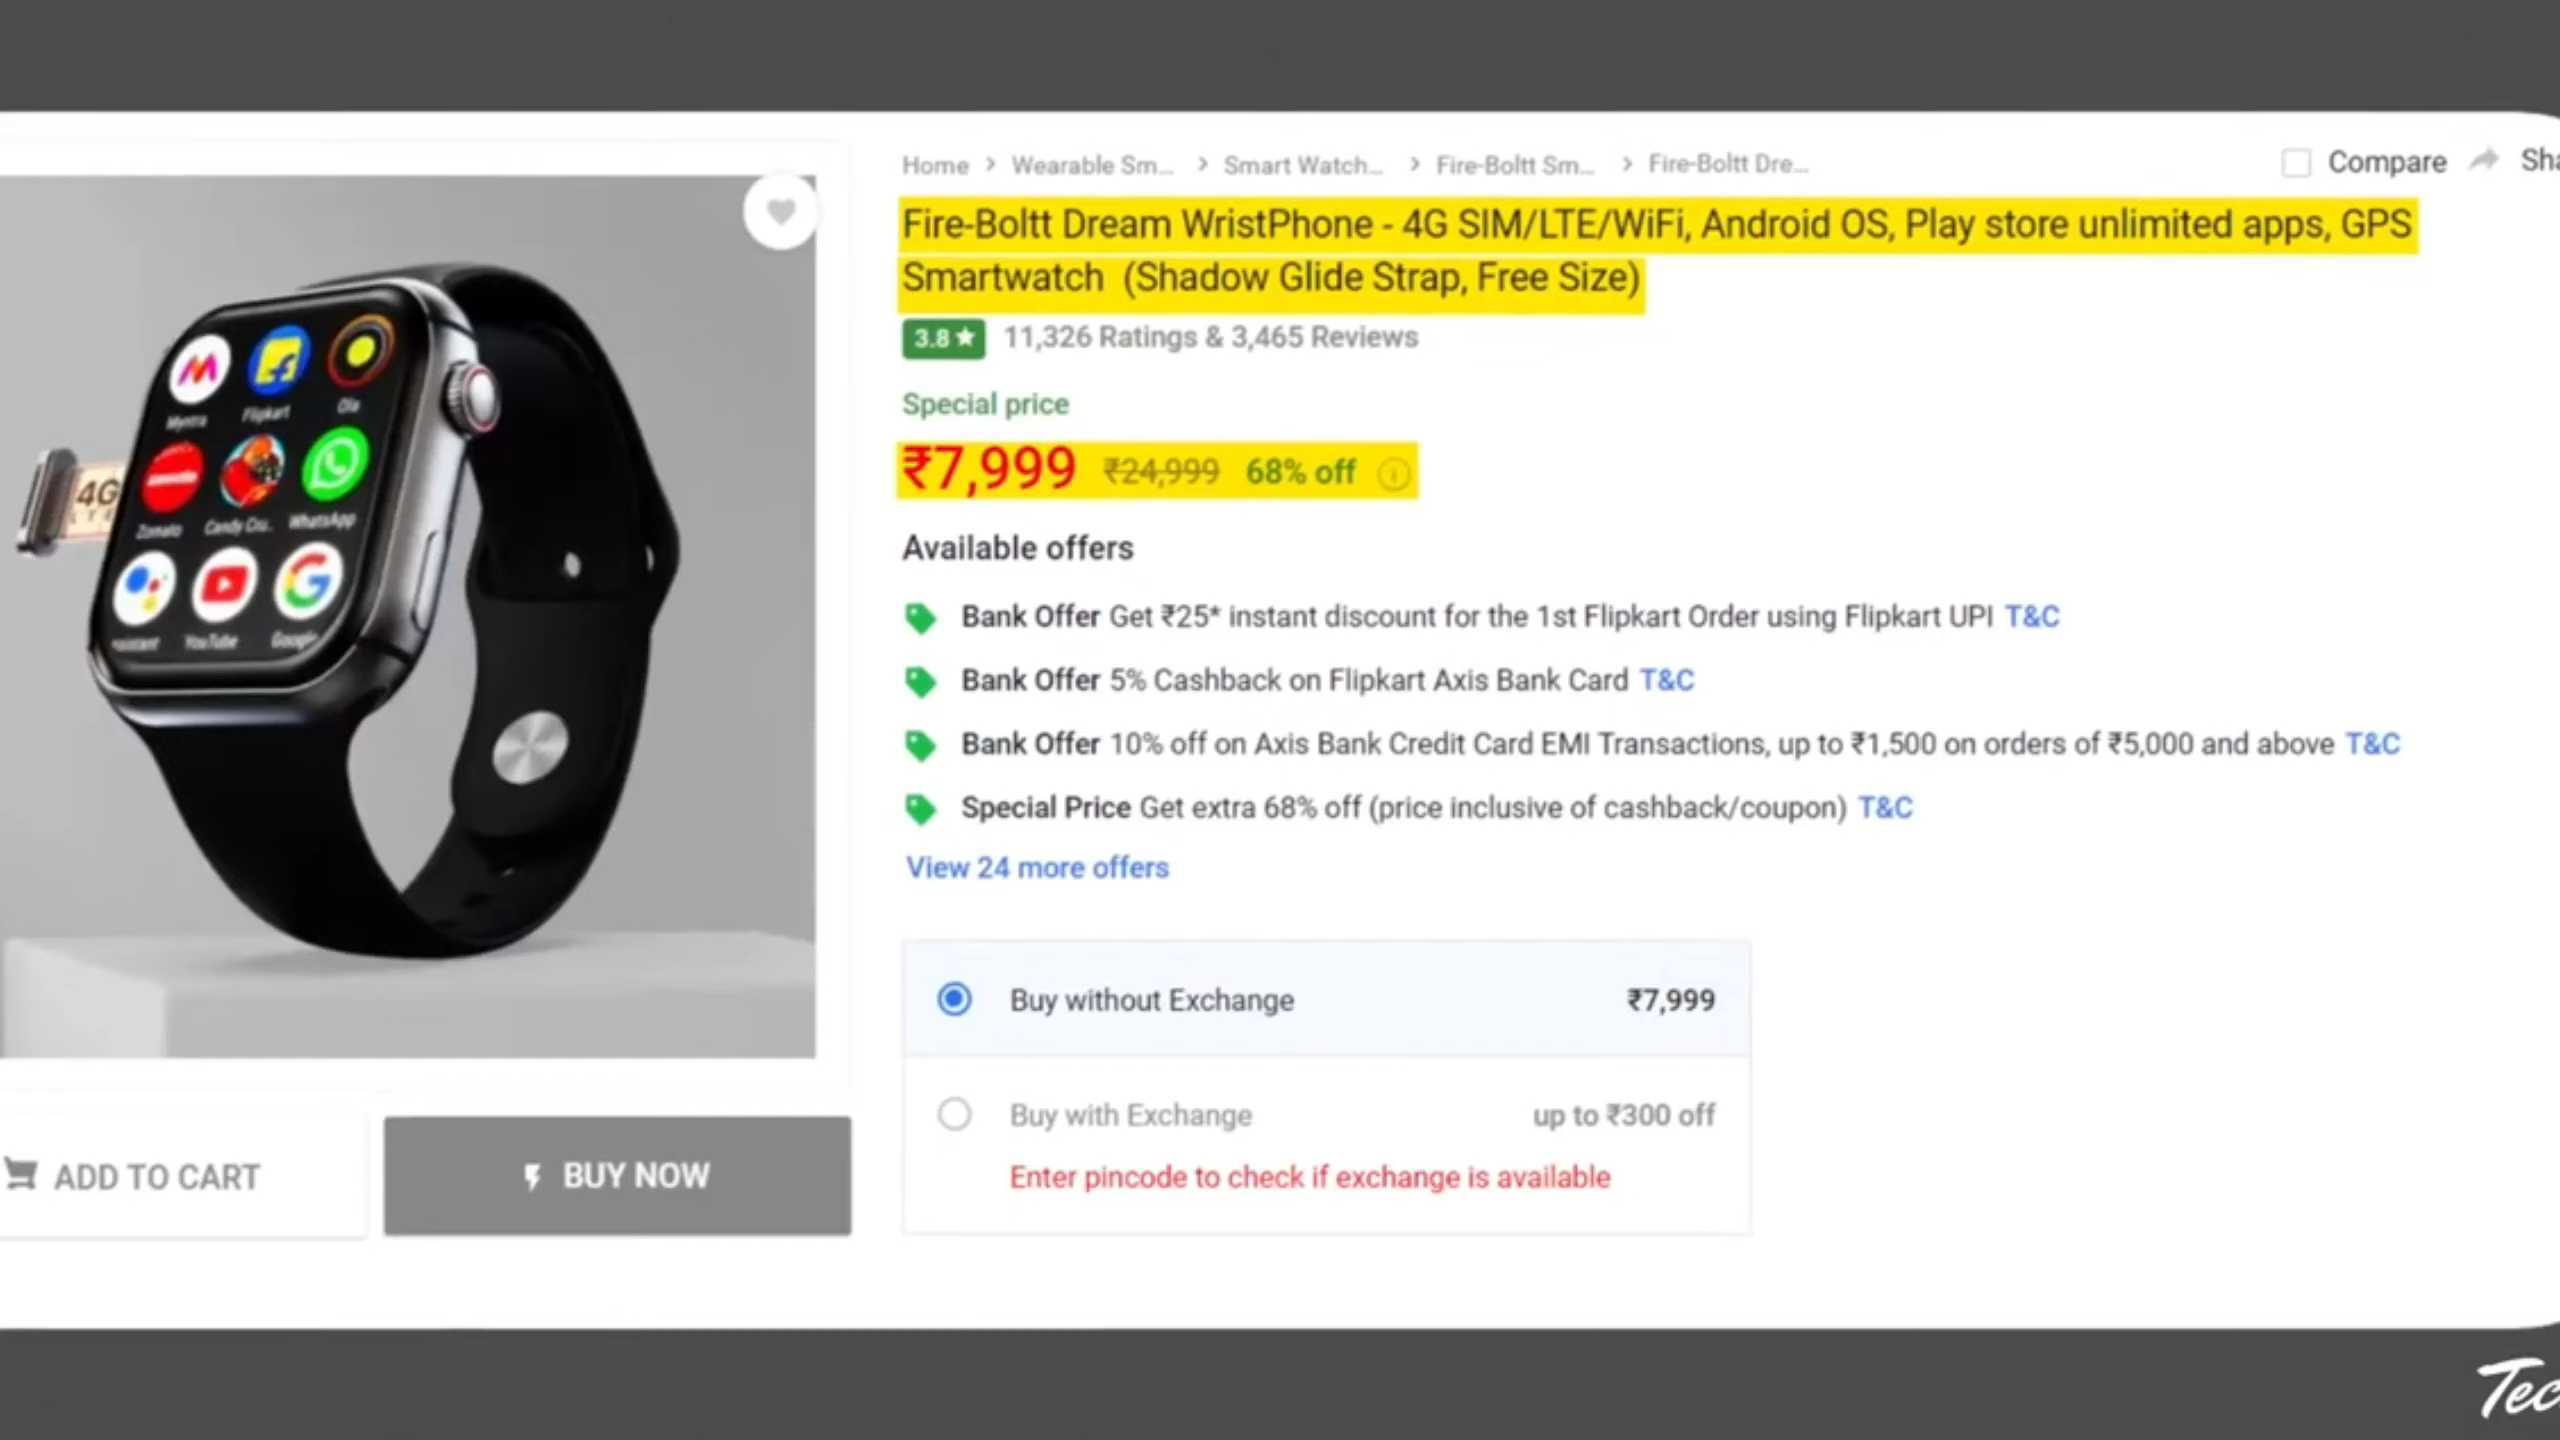 Home > Wearable Sm... > Smart Watch... > Fire-Boltt Sm... > Fire-Boltt Dre...
Compare
Fire-Boltt Dream WristPhone - 4G SIM/LTE/WiFi, Android OS, Play store unlimited apps, GPS
Smartwatch (Shadow Glide Strap, Free Size)
3.8★ 11,326 Ratings & 3,465 Reviews
Special price
₹7,999 ₹24,999 68% off
Available offers
Bank Offer Get ₹25* instant discount for the 1st Flipkart Order using Flipkart UPI T&C
Bank Offer 5% Cashback on Flipkart Axis Bank Card T&C
Bank Offer 10% off on Axis Bank Credit Card EMI Transactions, up to ₹1,500 on orders of ₹5,000 and above T&C
Special Price Get extra 68% off (price inclusive of cashback/coupon) T&C
View 24 more offers
Buy without Exchange ₹7,999
Buy with Exchange up to ₹300 off
Enter pincode to check if exchange is available
Myntra Flipkart Ola
4G
LTE
Zomato Candy Cru.. WhatsApp
YouTube Google
ADD TO CART
BUY NOW
Tec